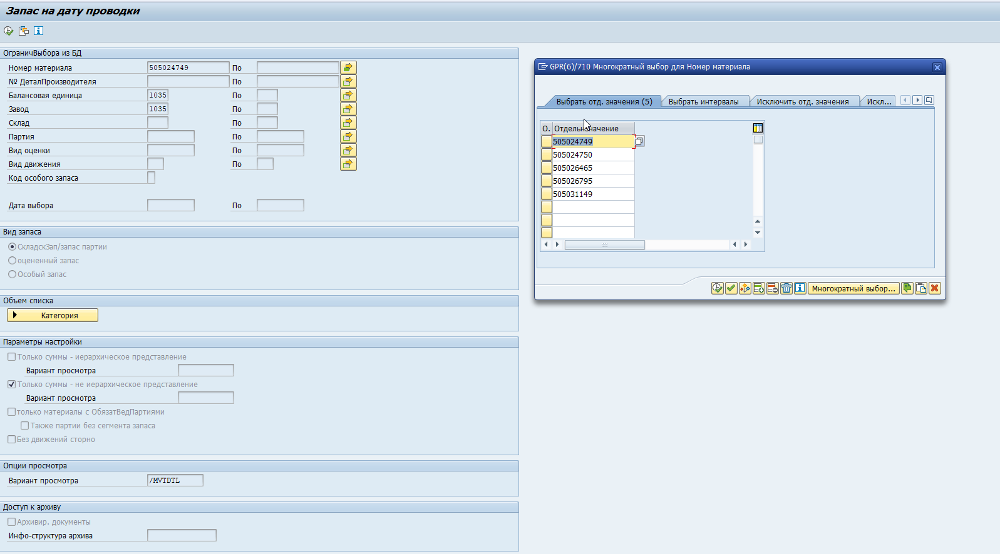 Запас на дату проводки
ОграничВыбора из БД
Номер материала 505024749 По
№ ДеталПроизводителя По
Балансовая единица 1035 По
Завод 1035 По
Склад По
Партия По
Вид оценки По
Вид движения По
Код особого запаса
Дата выбора По
Вид запаса
СкладскЗап/запас партии
оцененный запас
Особый запас
Объем списка
Категория
Параметры настройки
Только суммы - иерархическое представление
Вариант просмотра
Только суммы - не иерархическое представление
Вариант просмотра
только материалы с ОбязатВедПартиями
Также партии без сегмента запаса
Без движений сторно
Опции просмотра
Вариант просмотра /MVTDTL
Доступ к архиву
Архивир. документы
Инфо-структура архива
GPR(6)/710 Многократный выбор для Номер материала
Выбрать отд. значения (5) Выбрать интервалы Исключить отд. значения Искл...
О. Отдельзначение
505024749
505024750
505026465
505026795
505031149
Многократный выбор...